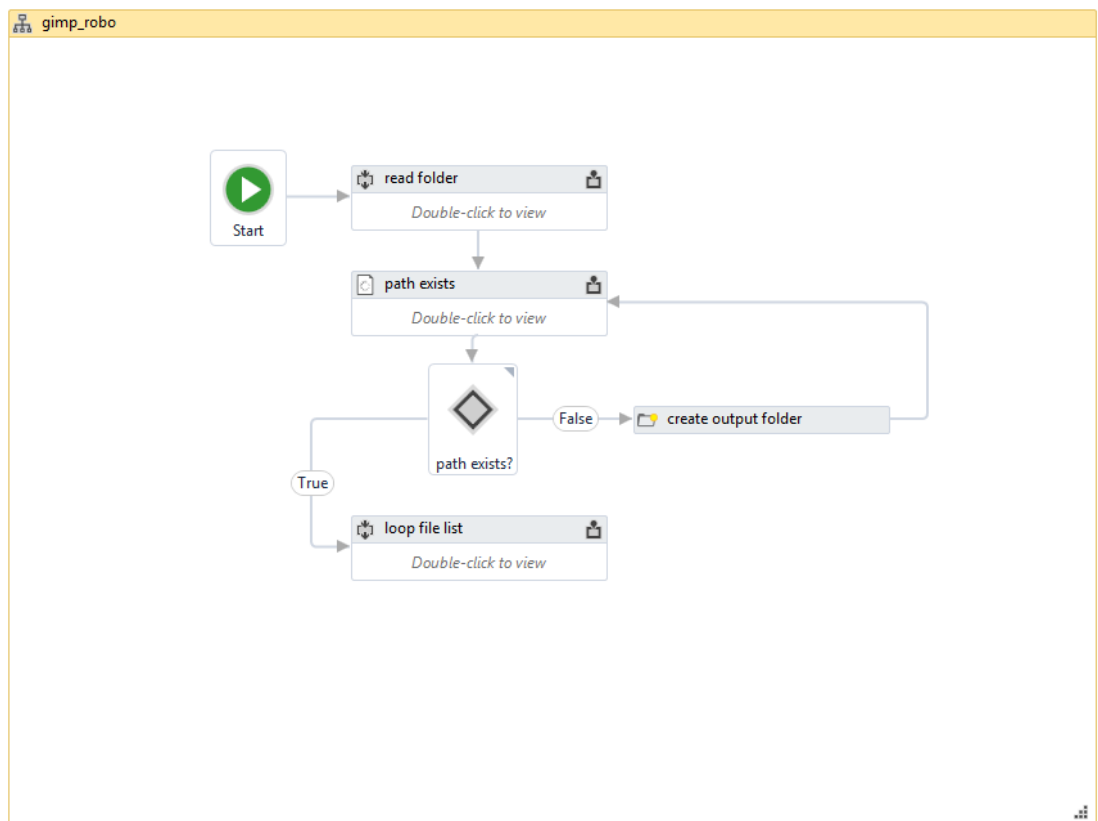 gimp_robo
Start
read folder
Double-click to view
path exists
Double-click to view
path exists?
False
create output folder
True
loop file list
Double-click to view